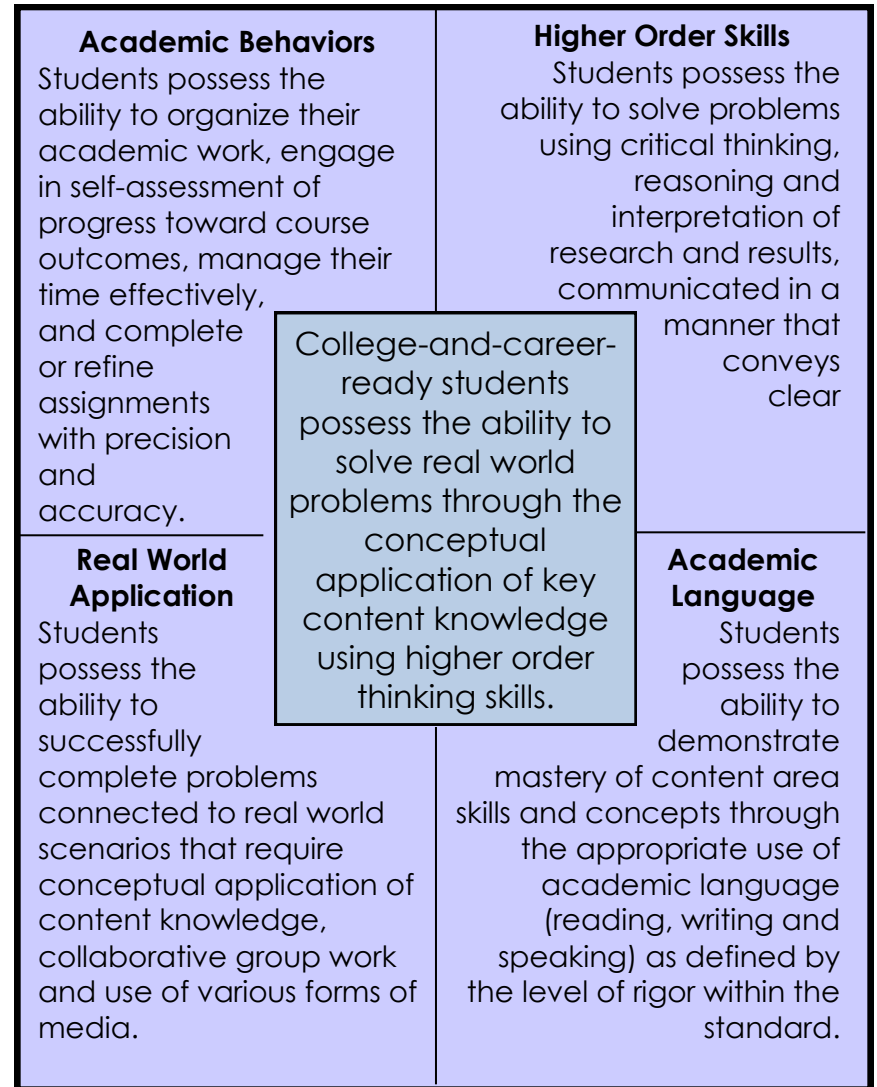 Academic Behaviors
Students possess the
ability to organize their
academic work, engage
in self-assessment of
progress toward course
outcomes, manage their
time effectively,
and complete
or refine
assignments
with precision
and
accuracy.
Higher Order Skills
Students possess the
ability to solve problems
using critical thinking,
reasoning and
interpretation of
research and results,
communicated in a
manner that
conveys
clear
College-and-career-
ready students
possess the ability to
solve real world
problems through the
conceptual
application of key
content knowledge
using higher order
thinking skills.
Real World
Application
Students
possess the
ability to
successfully
complete problems
connected to real world
scenarios that require
conceptual application of
content knowledge,
collaborative group work
and use of various forms of
media.
Academic
Language
Students
possess the
ability to
demonstrate
mastery of content area
skills and concepts through
the appropriate use of
academic language
(reading, writing and
speaking) as defined by
the level of rigor within the
standard.